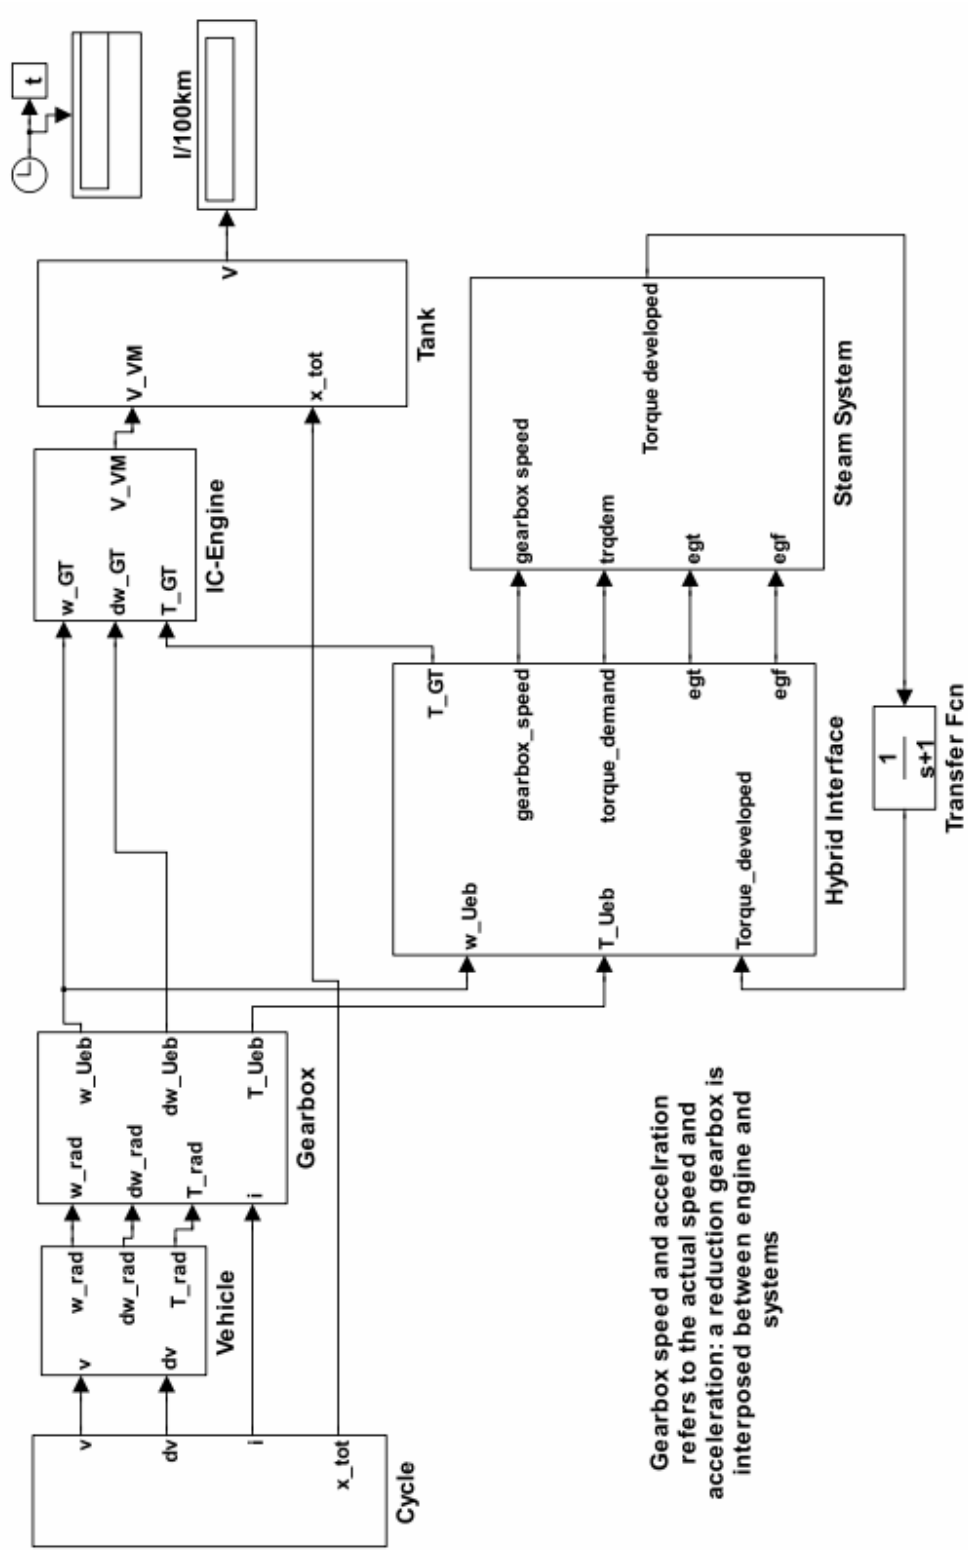 t
l/100km
v
dv
i
x_tot
Cycle
v
dv
w_rad
dw_rad
T_rad
Vehicle
w_rad
dw_rad
T_rad
i
w_Ueb
dw_Ueb
T_Ueb
Gearbox
w_GT
dw_GT
T_GT
V_VM
IC-Engine
V_VM
x_tot
V
Tank
w_Ueb
T_Ueb
Torque_developed
T_GT
gearbox_speed
torque_demand
egt
egf
Hybrid Interface
gearbox speed
trqdem
egt
egf
Torque developed
Steam System
1
s+1
Transfer Fcn
Gearbox speed and accelration
refers to the actual speed and
acceleration: a reduction gearbox is
interposed between engine and
systems